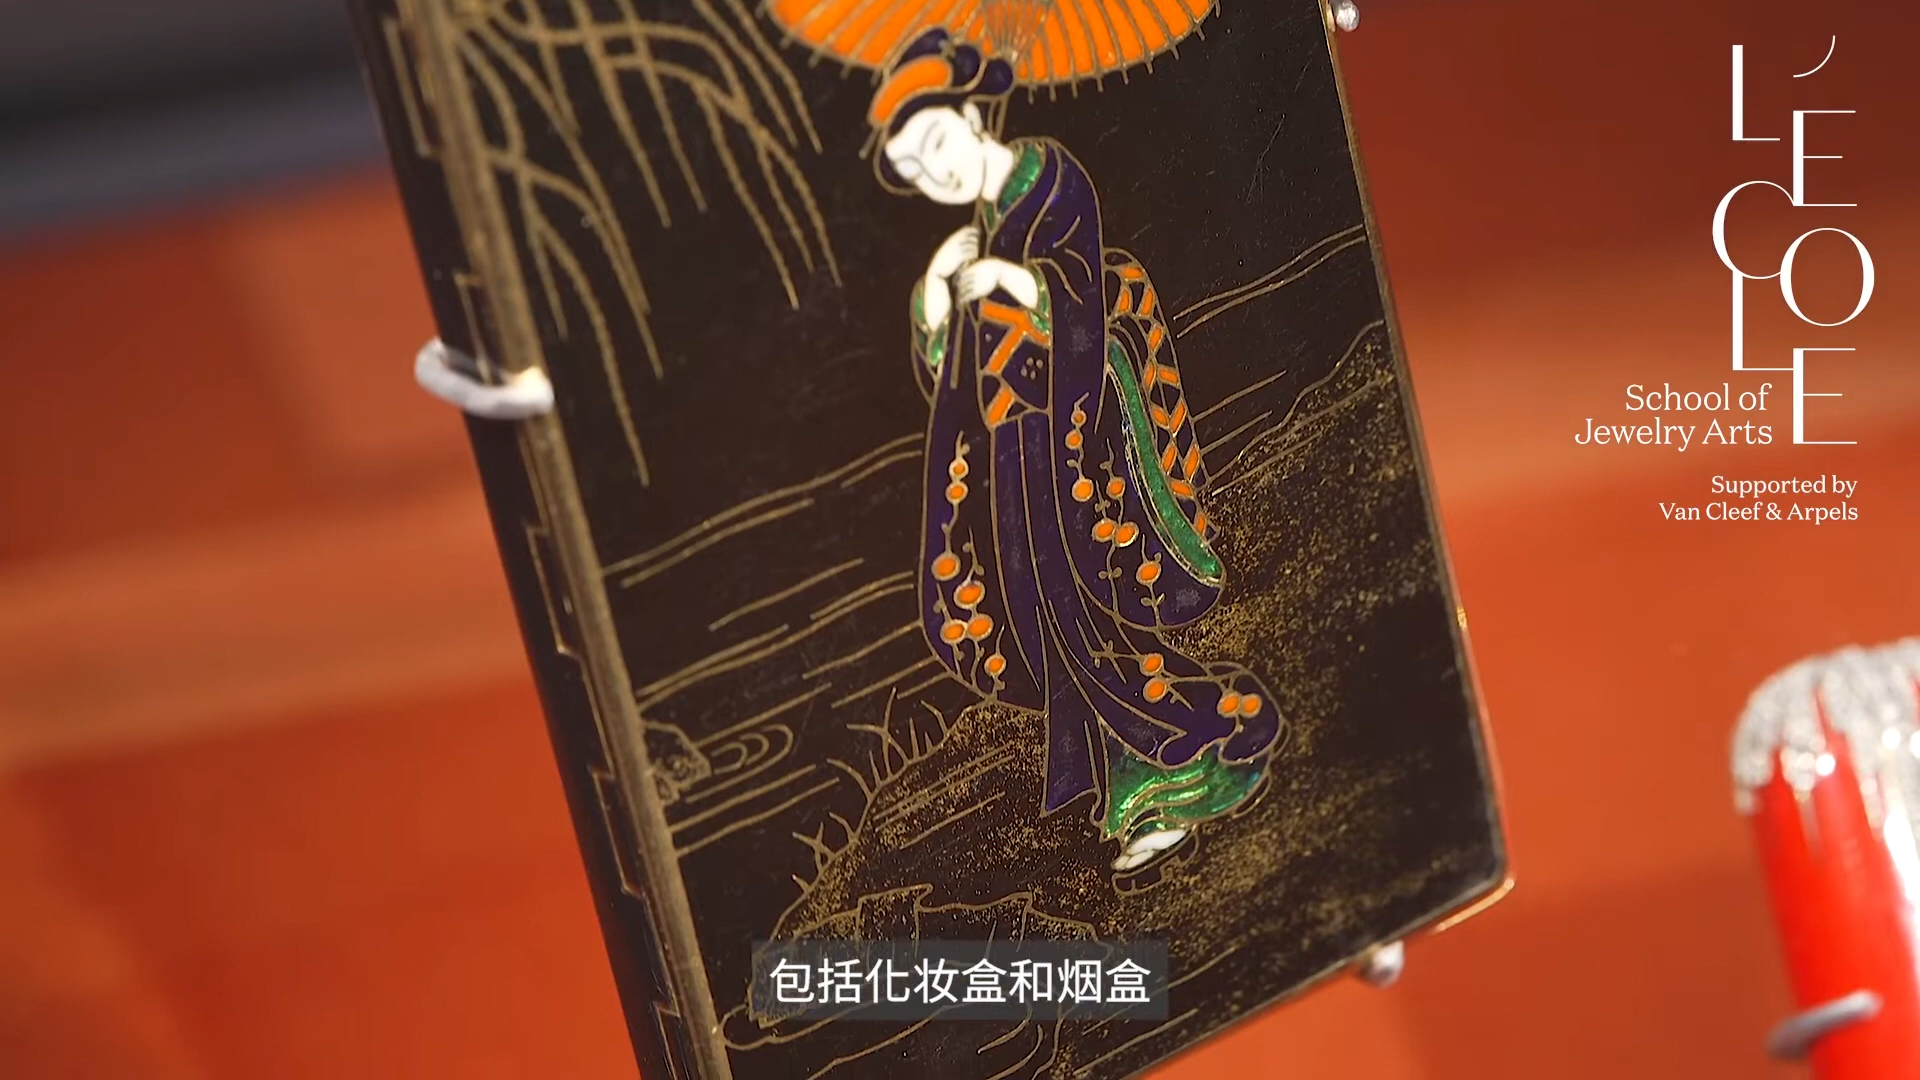 L'ÉCOLE
School of
Jewelry Arts
Supported by
Van Cleef & Arpels
包括化妆盒和烟盒